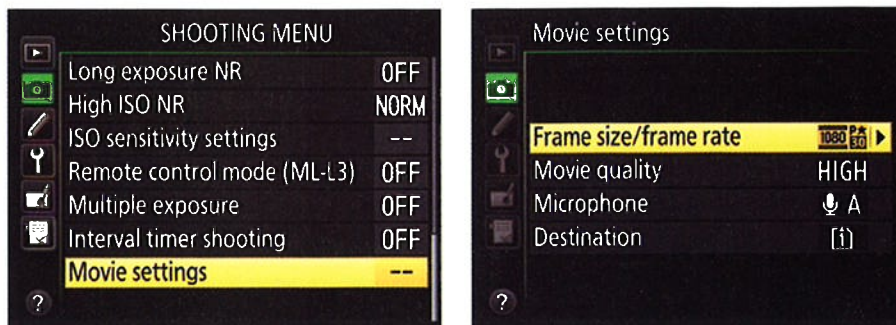 SHOOTING MENU
Long exposure NR OFF
High ISO NR NORM
ISO sensitivity settings --
Remote control mode (ML-L3) OFF
Multiple exposure OFF
Interval timer shooting OFF
Movie settings --
?
Movie settings
Frame size/frame rate 1080 P★ 30
Movie quality HIGH
Microphone A
Destination [1]
?